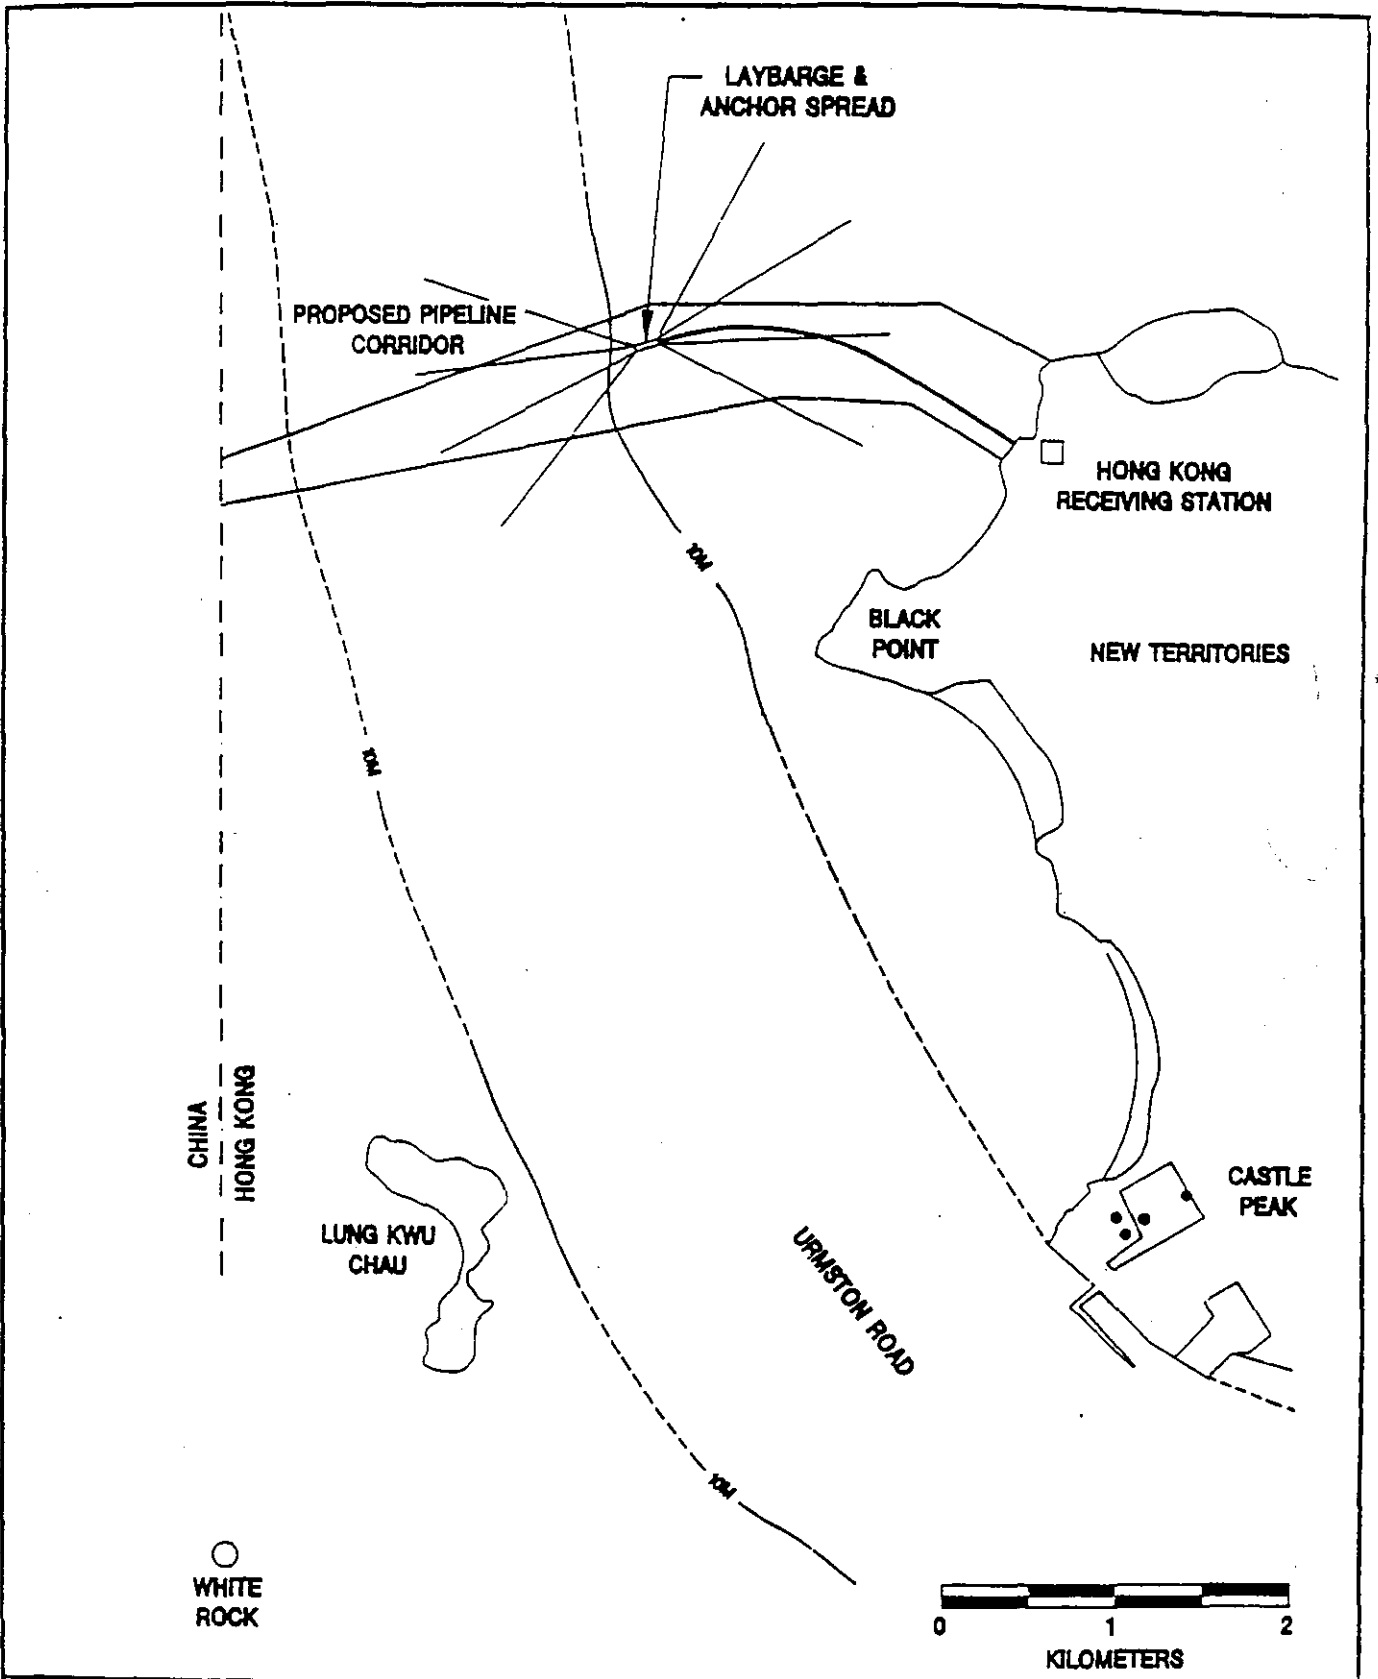 LAYBARGE &
ANCHOR SPREAD
PROPOSED PIPELINE
CORRIDOR
HONG KONG
RECEIVING STATION
10M
BLACK
POINT
NEW TERRITORIES
10M
CHINA
HONG KONG
CASTLE
PEAK
LUNG KWU
CHAU
URMSTON ROAD
10M
WHITE
ROCK
0 1 2
KILOMETERS